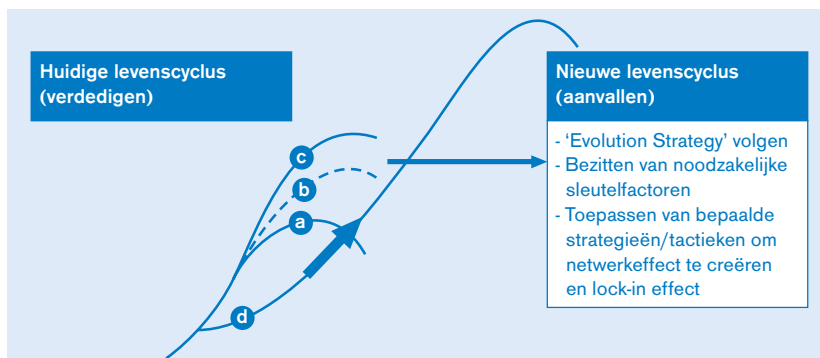 Huidige levenscyclus
(verdedigen)
Nieuwe levenscyclus
(aanvallen)
- ‘Evolution Strategy’ volgen
- Bezitten van noodzakelijke
sleutelfactoren
- Toepassen van bepaalde
strategieën/tactieken om
netwerkeffect te creëren
en lock-in effect
c
b
a
d